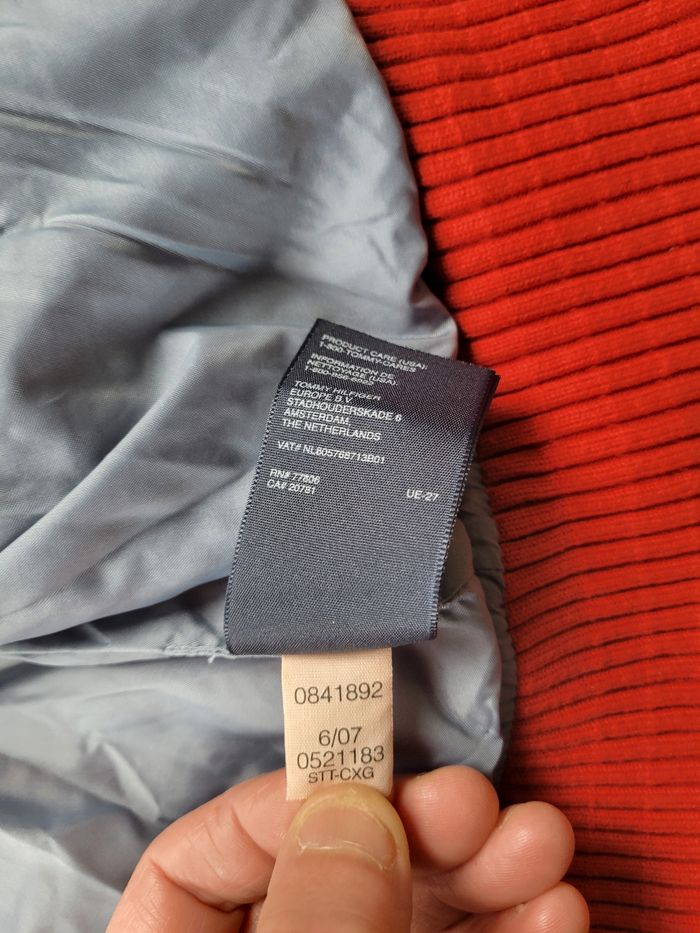 PRODUCT CARE (USA):
1-800-TOMMY-CARES
INFORMATION DE
NETTOYAGE (USA).
TOMMY HILFIGER
EUROPE B.V.
STADHOUDERSKADE 6
AMSTERDAM,
THE NETHERLANDS
VAT# NL805768713B01
RN# 77806
CA# 20781
UE-27
0841892
6/07
0521183
STT-CXG